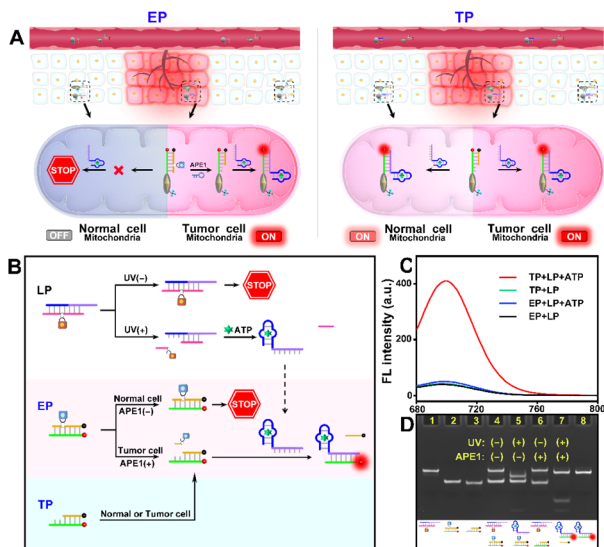 EP
TP
A
APE1
STOP
Normal cell
Mitochondria
OFF
Tumor cell
Mitochondria
ON
Normal cell
Mitochondria
ON
Tumor cell
Mitochondria
ON
B
LP
UV(−)
STOP
UV(+)
ATP
EP
Normal cell
APE1(−)
STOP
Tumor cell
APE1(+)
TP
Normal or Tumor cell
C
FL intensity (a.u.)
400
200
0
680
720
760
800
TP+LP+ATP
TP+LP
EP+LP+ATP
EP+LP
D
1 2 3 4 5 6 7 8
UV: (−) (+) (−) (+)
APE1: (−) (−) (+) (+)